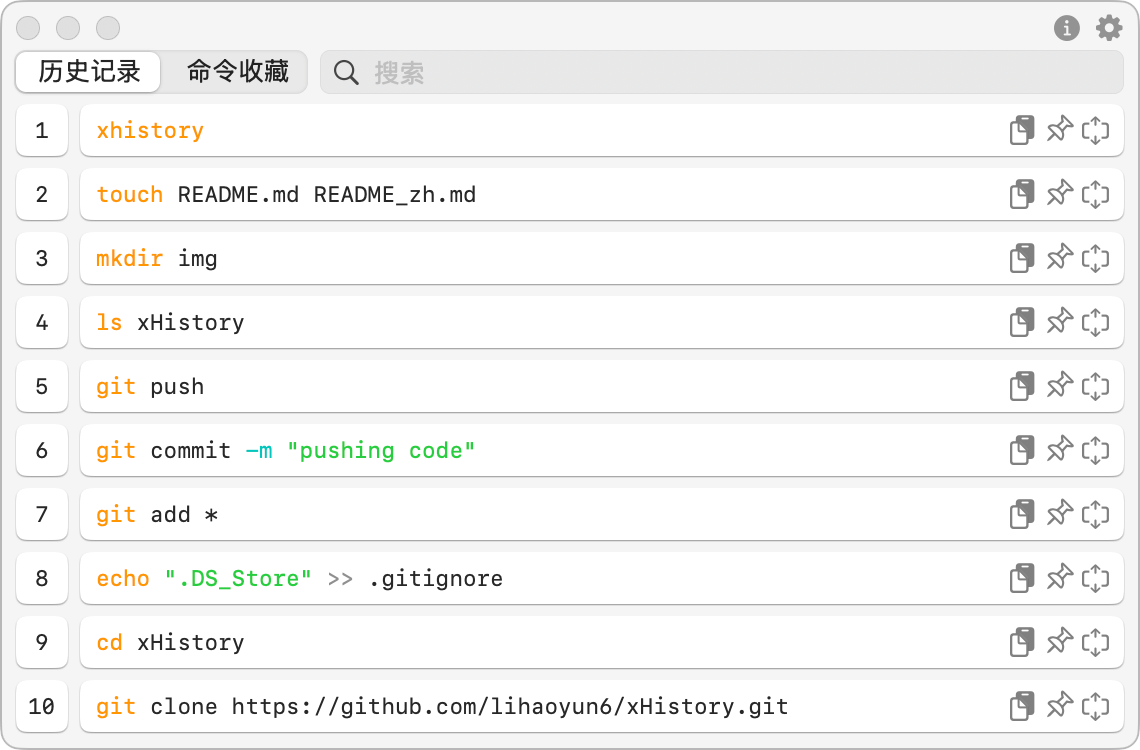 历史记录 命令收藏 搜索
1 xhistory
2 touch README.md README_zh.md
3 mkdir img
4 ls xHistory
5 git push
6 git commit -m "pushing code"
7 git add *
8 echo ".DS_Store" >> .gitignore
9 cd xHistory
10 git clone https://github.com/lihaoyun6/xHistory.git